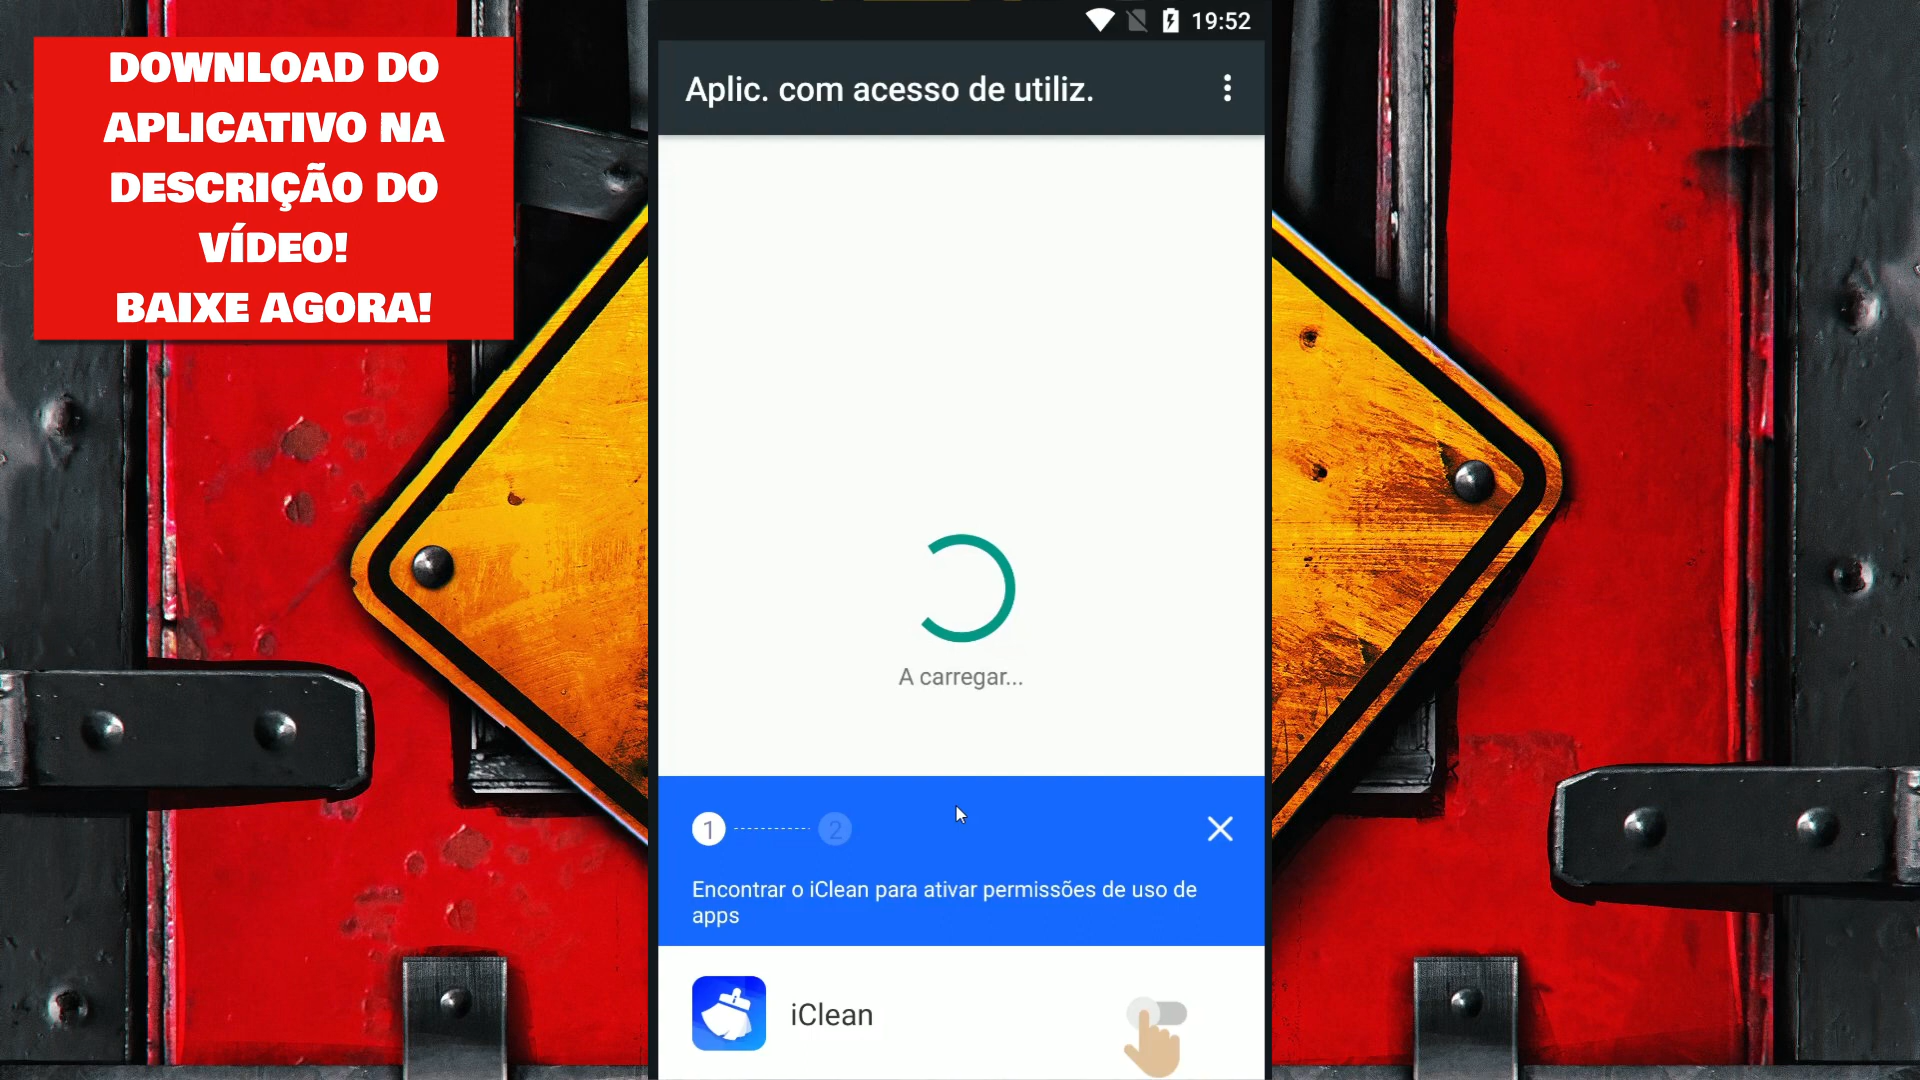 DOWNLOAD DO
APLICATIVO NA
DESCRIÇÃO DO
VÍDEO!
BAIXE AGORA!
19:52
Aplic. com acesso de utiliz.
A carregar...
1
2
Encontrar o iClean para ativar permissões de uso de
apps
iClean